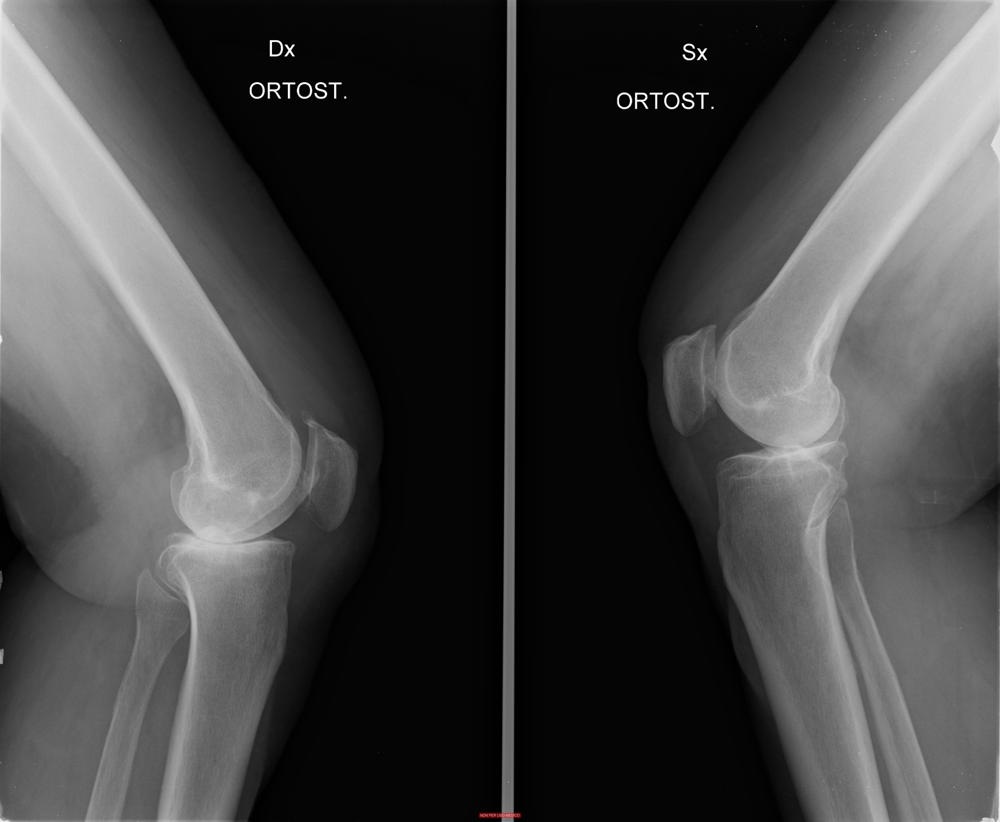 Dx
ORTOST.
Sx
ORTOST.
NON PER USO MEDICO